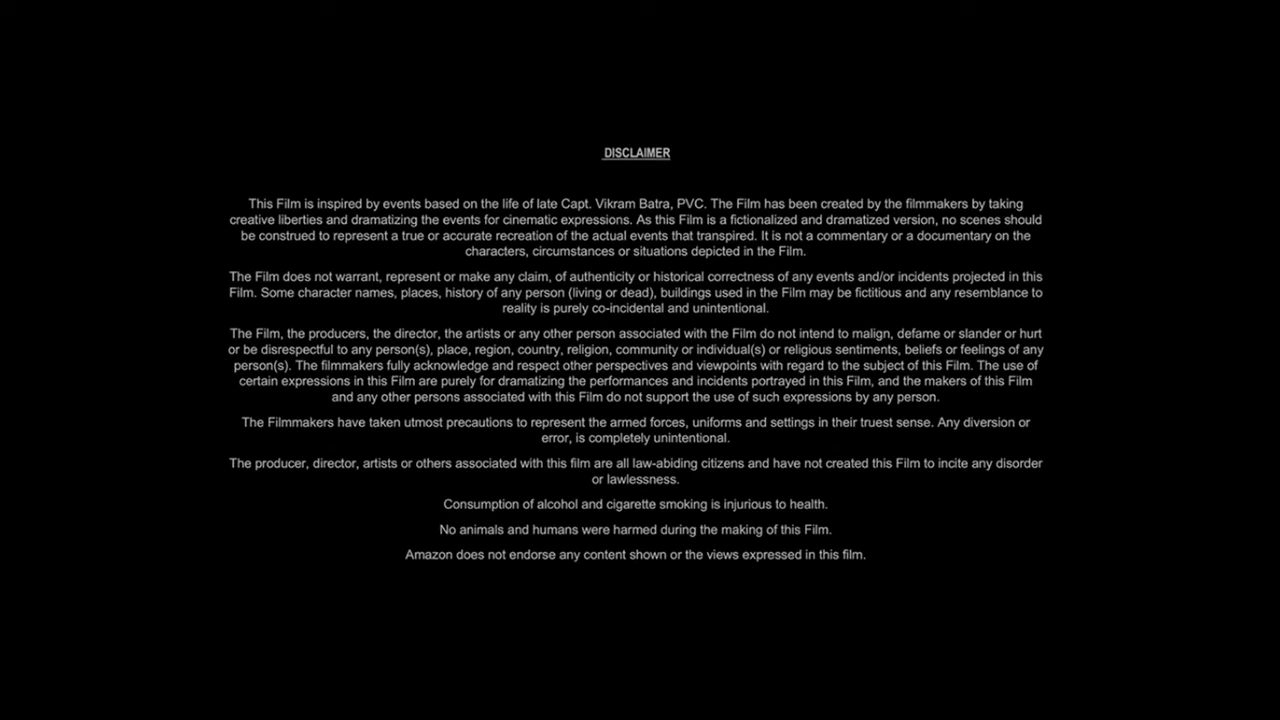 DISCLAIMER
This Film is inspired by events based on the life of late Capt. Vikram Batra, PVC. The Film has been created by the filmmakers by taking
creative liberties and dramatizing the events for cinematic expressions. As this Film is a fictionalized and dramatized version, no scenes should
be construed to represent a true or accurate recreation of the actual events that transpired. It is not a commentary or a documentary on the
characters, circumstances or situations depicted in the Film.
The Film does not warrant, represent or make any claim, of authenticity or historical correctness of any events and/or incidents projected in this
Film. Some character names, places, history of any person (living or dead), buildings used in the Film may be fictitious and any resemblance to
reality is purely co-incidental and unintentional.
The Film, the producers, the director, the artists or any other person associated with the Film do not intend to malign, defame or slander or hurt
or be disrespectful to any person(s), place, region, country, religion, community or individual(s) or religious sentiments, beliefs or feelings of any
person(s). The filmmakers fully acknowledge and respect other perspectives and viewpoints with regard to the subject of this Film. The use of
certain expressions in this Film are purely for dramatizing the performances and incidents portrayed in this Film, and the makers of this Film
and any other persons associated with this Film do not support the use of such expressions by any person.
The Filmmakers have taken utmost precautions to represent the armed forces, uniforms and settings in their truest sense. Any diversion or
error, is completely unintentional.
The producer, director, artists or others associated with this film are all law-abiding citizens and have not created this Film to incite any disorder
or lawlessness.
Consumption of alcohol and cigarette smoking is injurious to health.
No animals and humans were harmed during the making of this Film.
Amazon does not endorse any content shown or the views expressed in this film.